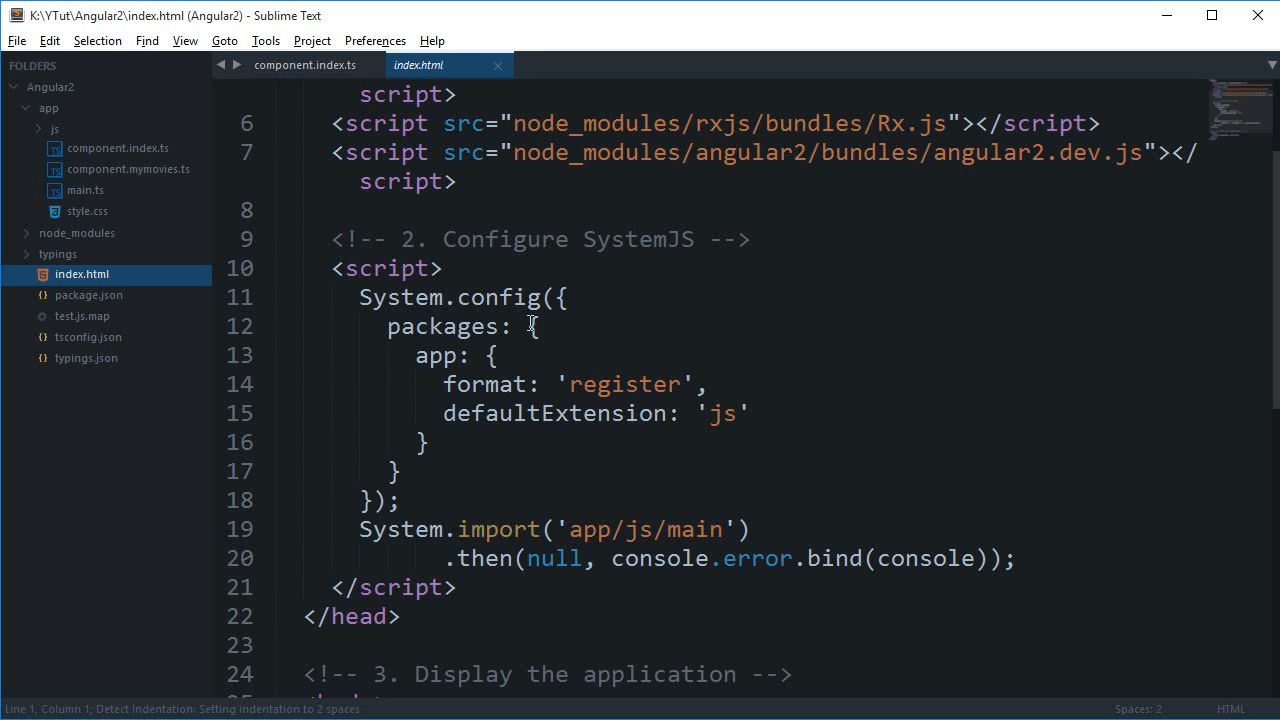 K:\YTut\Angular2\index.html (Angular2) - Sublime Text
File Edit Selection Find View Goto Tools Project Preferences Help
FOLDERS
Angular2
app
js
component.index.ts
component.mymovies.ts
main.ts
style.css
node_modules
typings
index.html
package.json
test.js.map
tsconfig.json
typings.json
component.index.ts index.html
script>
6 <script src="node_modules/rxjs/bundles/Rx.js"></script>
7 <script src="node_modules/angular2/bundles/angular2.dev.js"></
script>
8
9 <!-- 2. Configure SystemJS -->
10 <script>
11 System.config({
12 packages: {
13 app: {
14 format: 'register',
15 defaultExtension: 'js'
16 }
17 }
18 });
19 System.import('app/js/main')
20 .then(null, console.error.bind(console));
21 </script>
22 </head>
23
24 <!-- 3. Display the application -->
Line 1, Column 1; Detect Indentation: Setting indentation to 2 spaces Spaces: 2 HTML